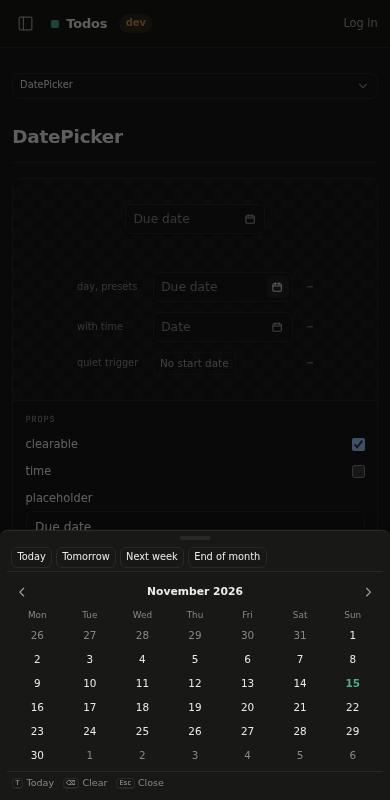 Todos dev Log in
DatePicker
DatePicker
Due date
day, presets Due date –
with time Date –
quiet trigger No start date –
PROPS
clearable
time
placeholder
Due date
Today Tomorrow Next week End of month
November 2026
Mon Tue Wed Thu Fri Sat Sun
26 27 28 29 30 31 1
2 3 4 5 6 7 8
9 10 11 12 13 14 15
16 17 18 19 20 21 22
23 24 25 26 27 28 29
30 1 2 3 4 5 6
T Today ⌫ Clear Esc Close